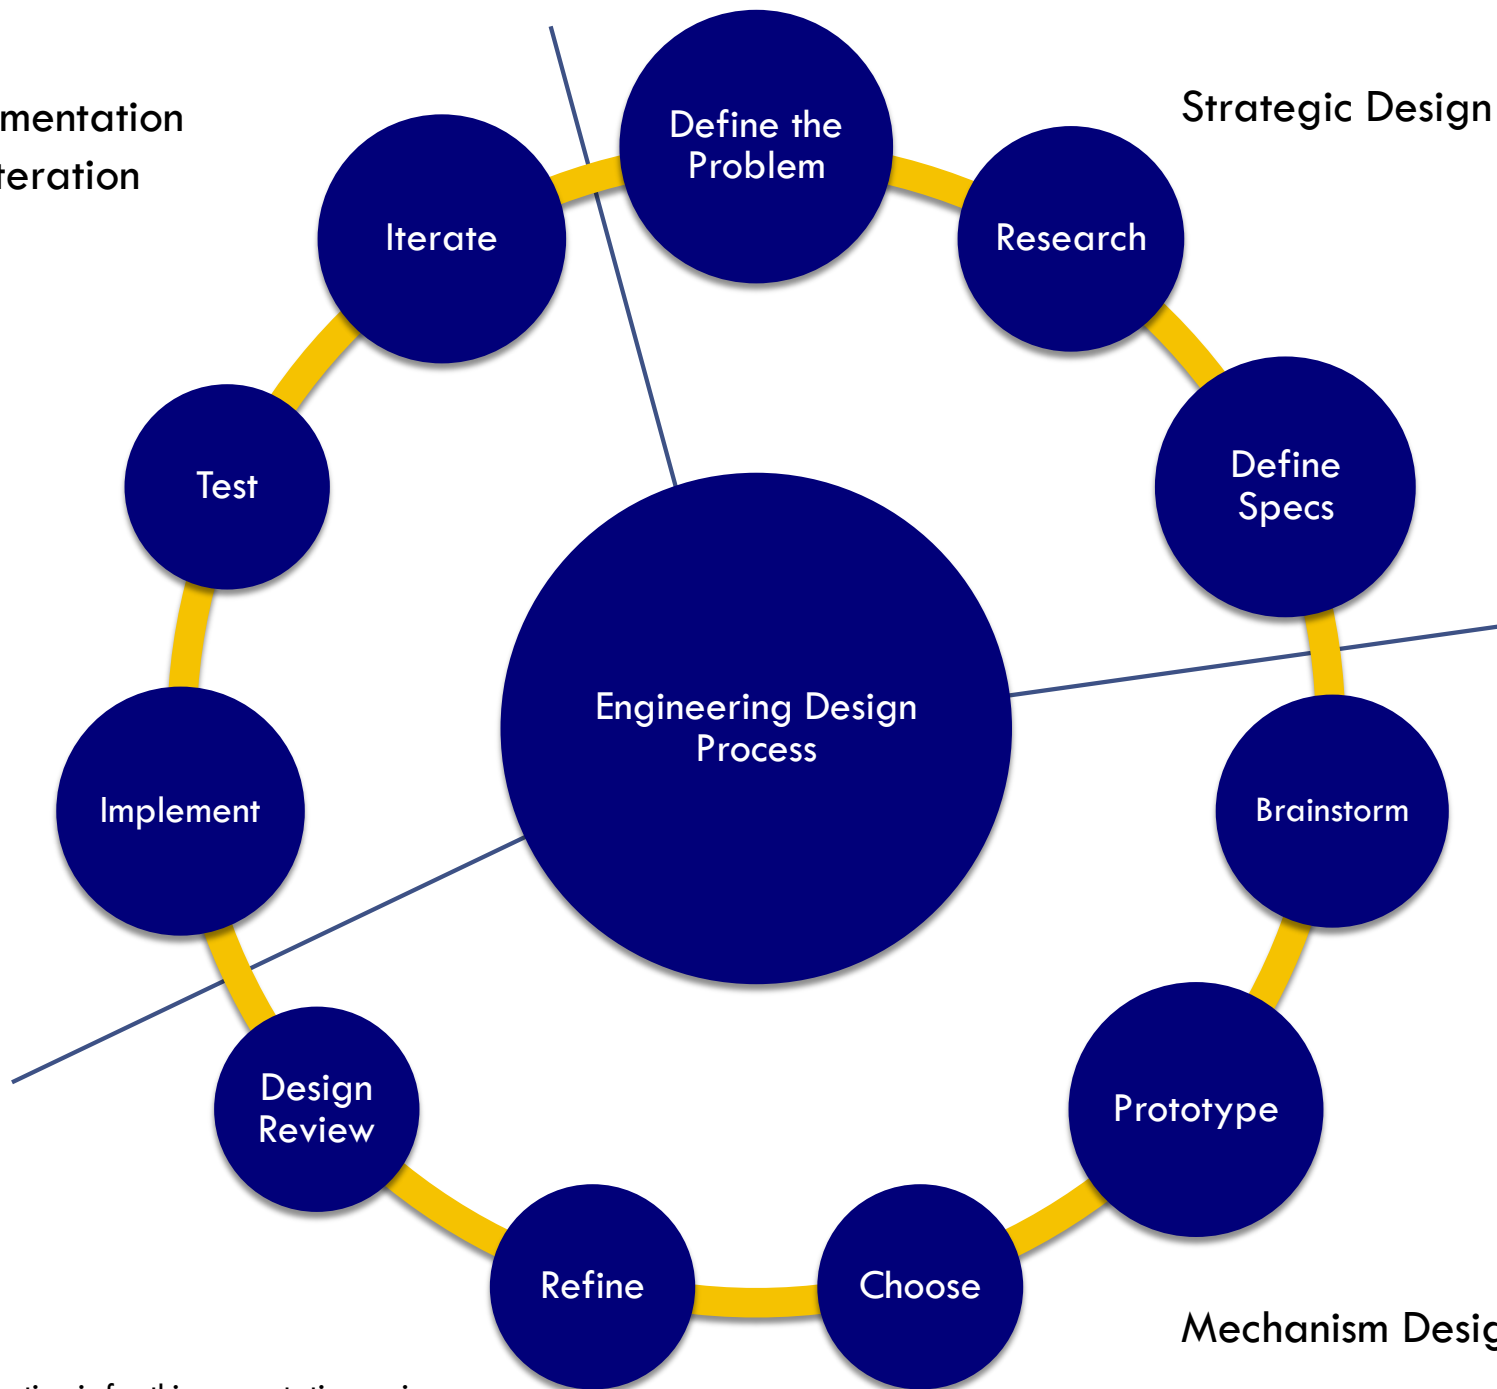 mentation
teration
Strategic Design
Define the
Problem
Research
Define
Specs
Brainstorm
Prototype
Choose
Refine
Design
Review
Implement
Test
Iterate
Engineering Design
Process
Mechanism Desig